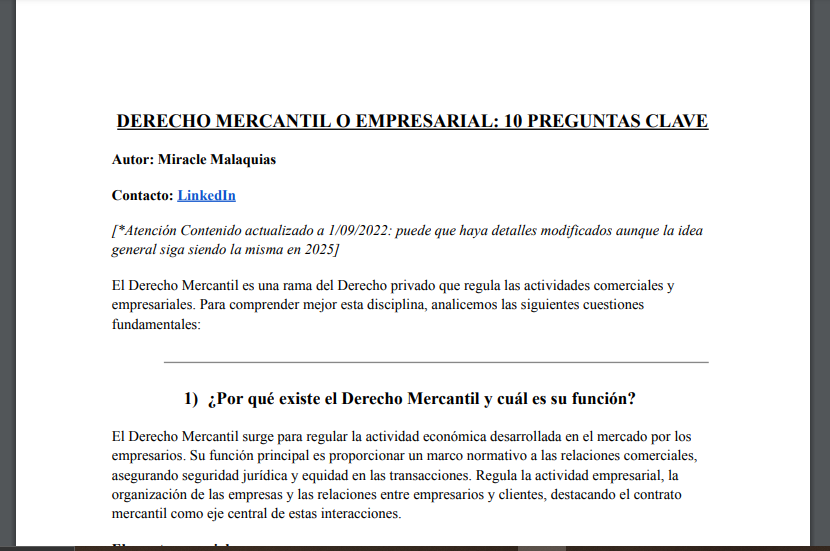 DERECHO MERCANTIL O EMPRESARIAL: 10 PREGUNTAS CLAVE
Autor: Miracle Malaquias
Contacto: LinkedIn
[*Atención Contenido actualizado a 1/09/2022: puede que haya detalles modificados aunque la idea
general siga siendo la misma en 2025]
El Derecho Mercantil es una rama del Derecho privado que regula las actividades comerciales y
empresariales. Para comprender mejor esta disciplina, analicemos las siguientes cuestiones
fundamentales:
1) ¿Por qué existe el Derecho Mercantil y cuál es su función?
El Derecho Mercantil surge para regular la actividad económica desarrollada en el mercado por los
empresarios. Su función principal es proporcionar un marco normativo a las relaciones comerciales,
asegurando seguridad jurídica y equidad en las transacciones. Regula la actividad empresarial, la
organización de las empresas y las relaciones entre empresarios y clientes, destacando el contrato
mercantil como eje central de estas interacciones.